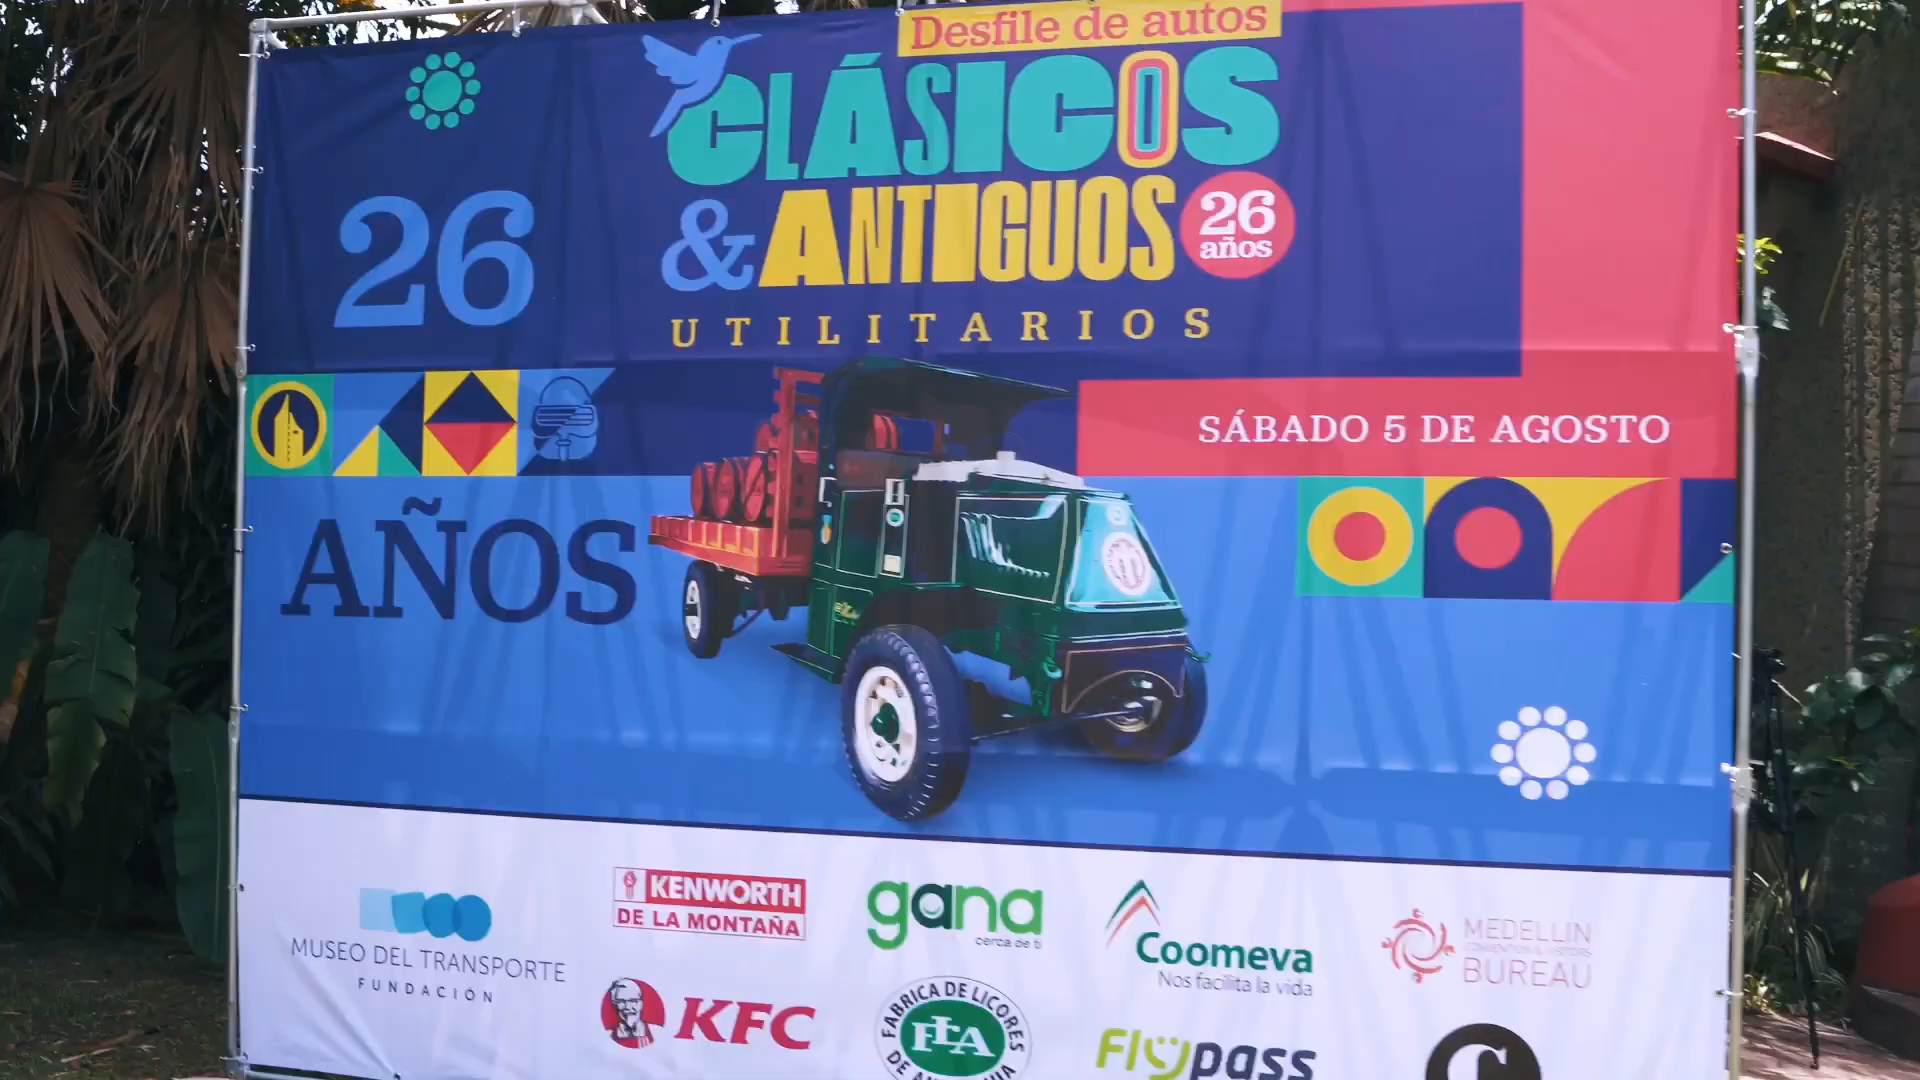 Desfile de autos
CLÁSICOS
& ANTIGUOS
26
años
UTILITARIOS
26
AÑOS
SÁBADO 5 DE AGOSTO
MUSEO DEL TRANSPORTE
FUNDACIÓN
KENWORTH
DE LA MONTAÑA
gana
cerca de ti
Coomeva
Nos facilita la vida
MEDELLIN
CONVENTION & VISITORS
BUREAU
KFC
FABRICA DE LICORES
FLA
Flypass